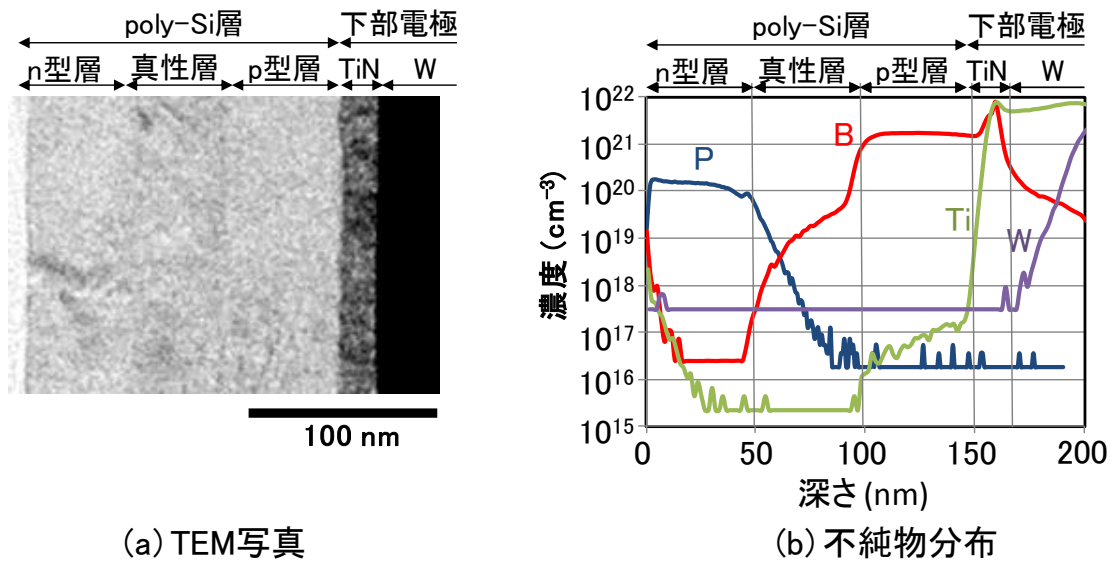 poly-Si層
下部電極
n型層
真性層
p型層
TiN
W
100 nm
(a) TEM写真
poly-Si層
下部電極
n型層
真性層
p型層
TiN
W
濃度 (cm⁻³)
10²²
10²¹
10²⁰
10¹⁹
10¹⁸
10¹⁷
10¹⁶
10¹⁵
P
B
Ti
W
0
50
100
150
200
深さ (nm)
(b) 不純物分布